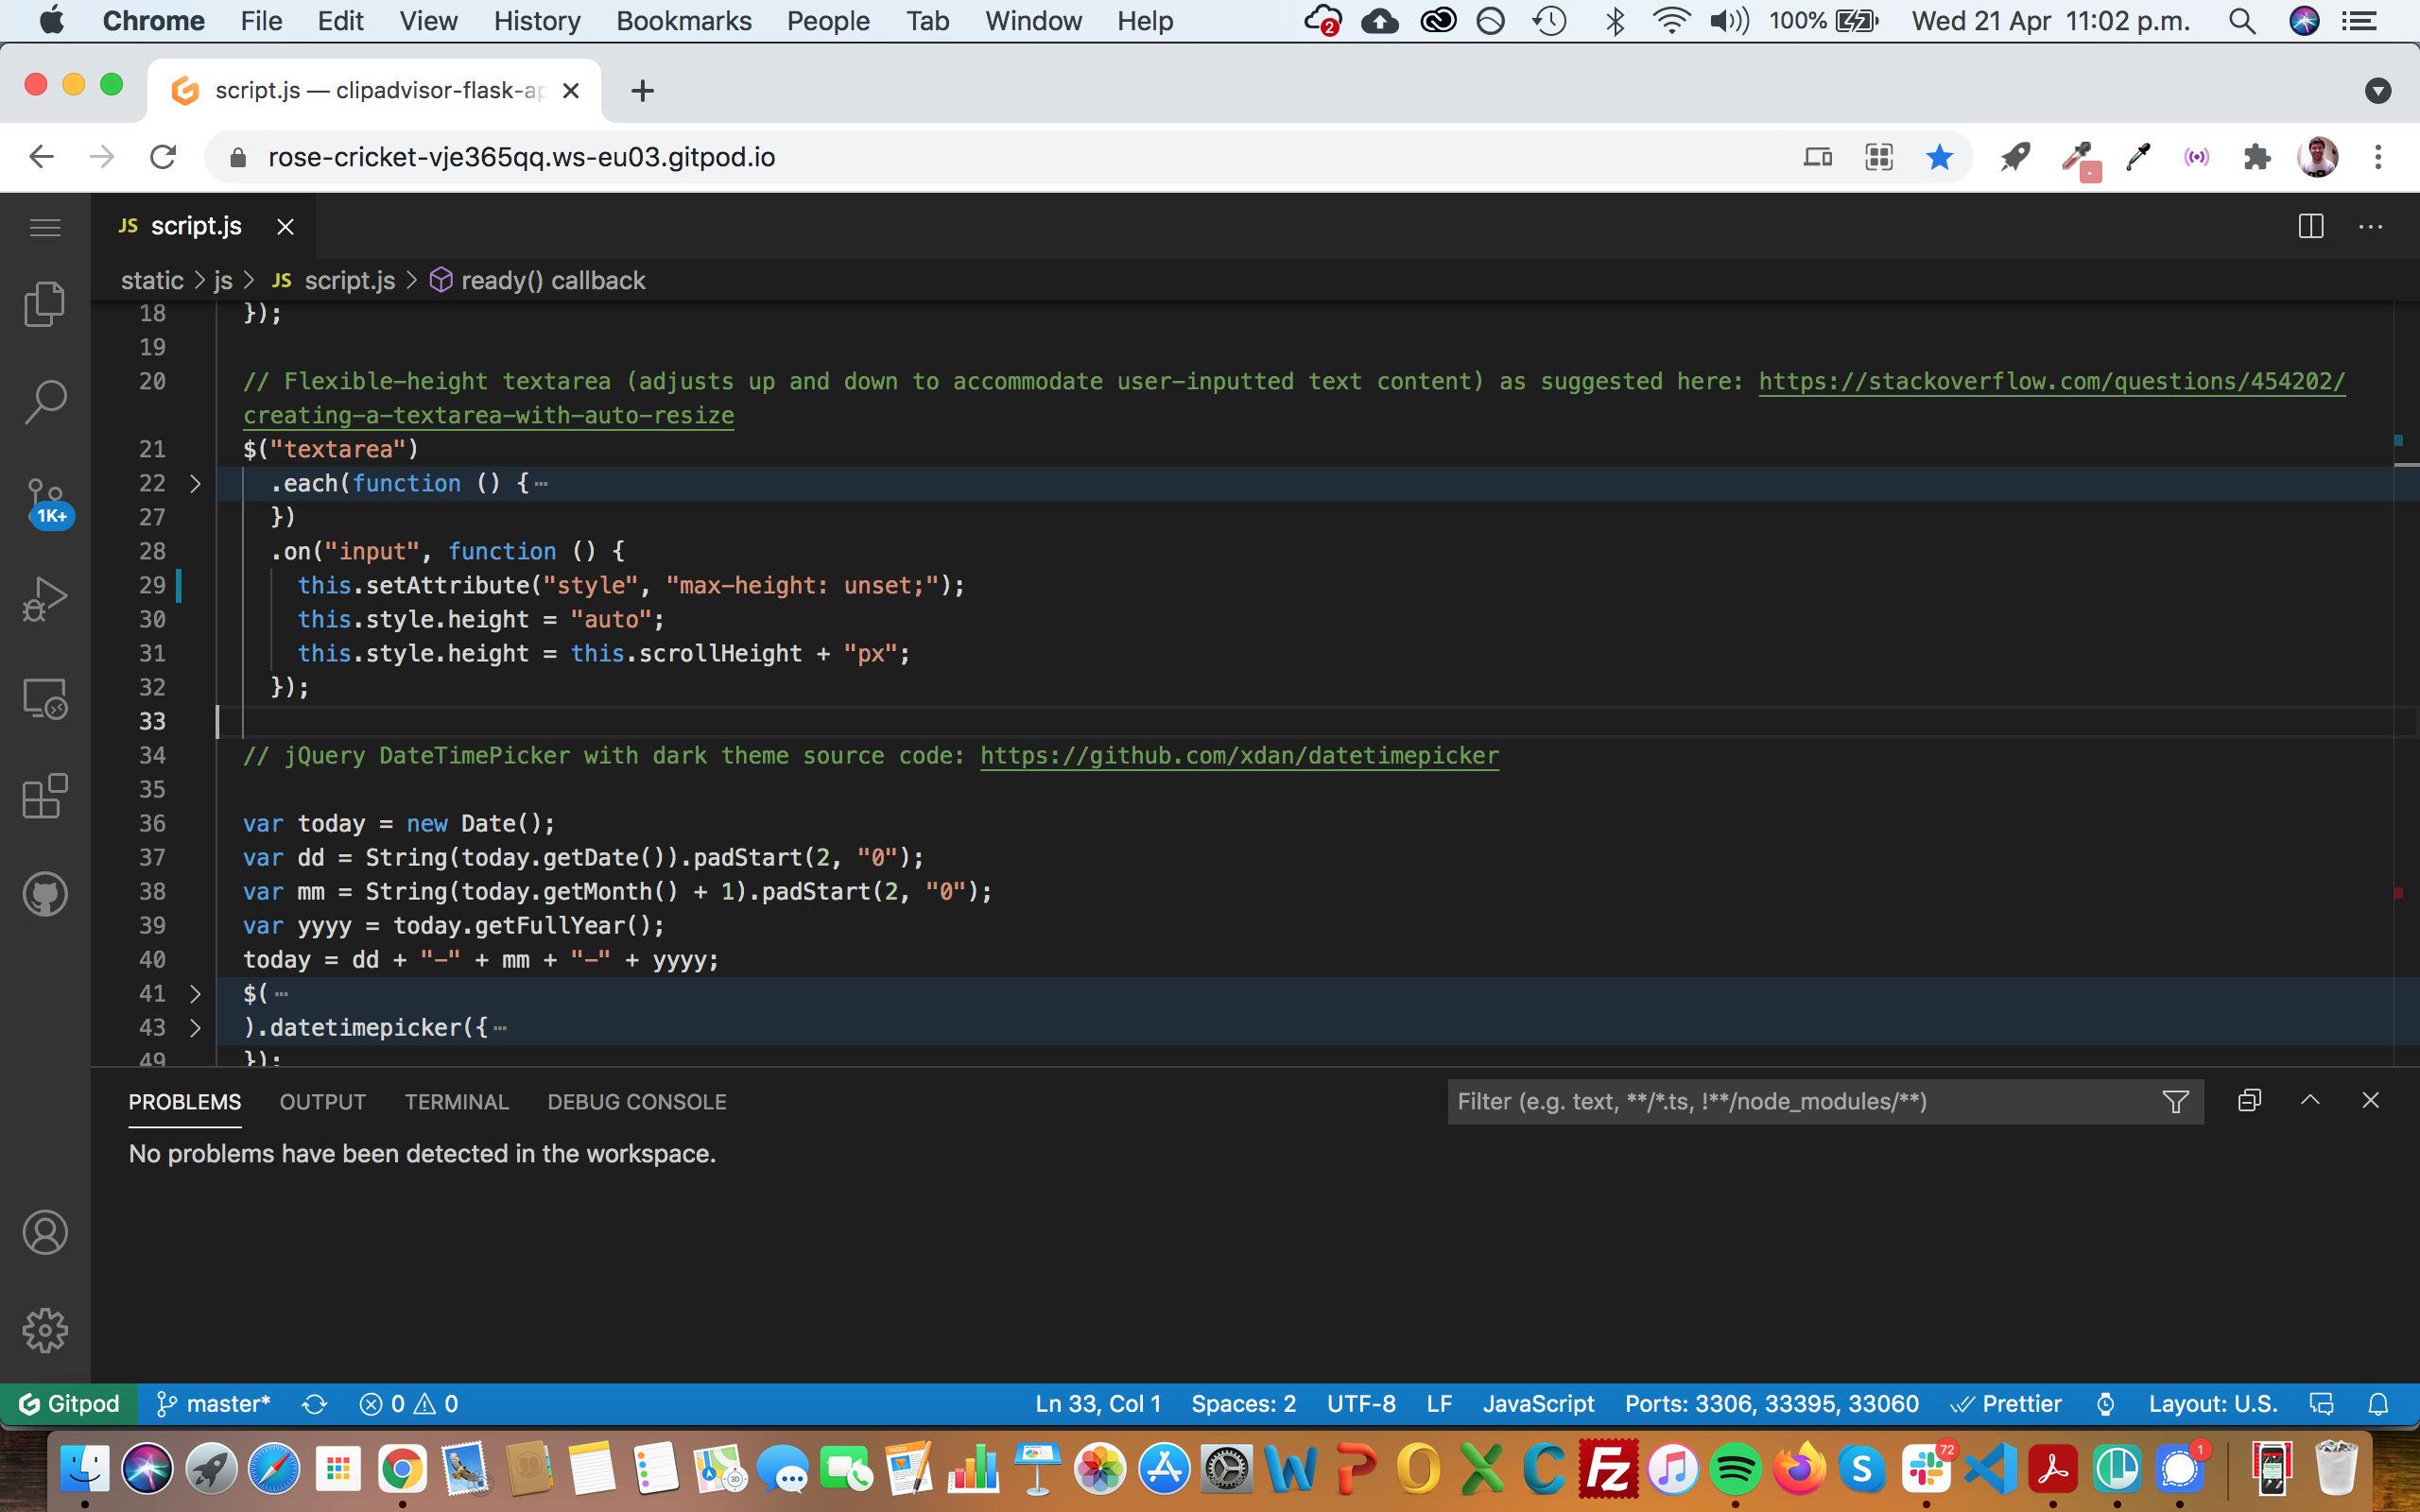 Chrome File Edit View History Bookmarks People Tab Window Help 2 100% Wed 21 Apr 11:02 p.m.
script.js — clipadvisor-flask-ap
rose-cricket-vje365qq.ws-eu03.gitpod.io
JS script.js
static > js > JS script.js > ready() callback
18 });
19
20 // Flexible-height textarea (adjusts up and down to accommodate user-inputted text content) as suggested here: https://stackoverflow.com/questions/454202/
creating-a-textarea-with-auto-resize
21 $("textarea")
22 .each(function () {…
27 })
28 .on("input", function () {
29 this.setAttribute("style", "max-height: unset;");
30 this.style.height = "auto";
31 this.style.height = this.scrollHeight + "px";
32 });
33
34 // jQuery DateTimePicker with dark theme source code: https://github.com/xdan/datetimepicker
35
36 var today = new Date();
37 var dd = String(today.getDate()).padStart(2, "0");
38 var mm = String(today.getMonth() + 1).padStart(2, "0");
39 var yyyy = today.getFullYear();
40 today = dd + "-" + mm + "-" + yyyy;
41 $(…
43 ).datetimepicker({…
49 });
1K+
PROBLEMS OUTPUT TERMINAL DEBUG CONSOLE Filter (e.g. text, **/*.ts, !**/node_modules/**)
No problems have been detected in the workspace.
Gitpod master* 0 0 Ln 33, Col 1 Spaces: 2 UTF-8 LF JavaScript Ports: 3306, 33395, 33060 Prettier Layout: U.S.
3D PAGES W P O X C Fz S 72 1